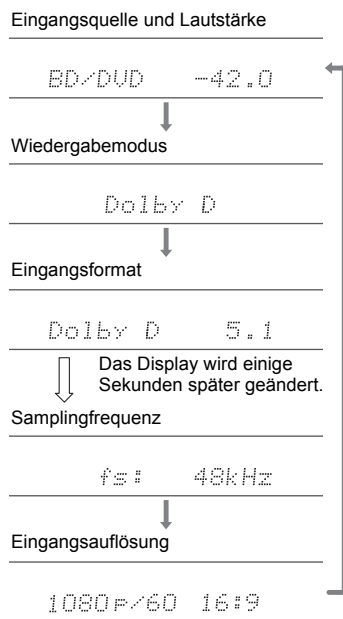 Eingangsquelle und Lautstärke
BD/DVD -42.0
Wiedergabemodus
Dolby D
Eingangsformat
Dolby D 5.1
Das Display wird einige
Sekunden später geändert.
Samplingfrequenz
fs: 48kHz
Eingangsauflösung
1080p/60 16:9